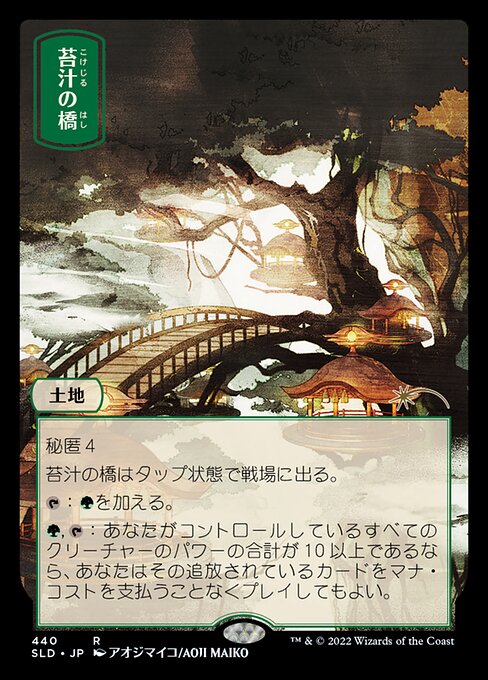 苔汁の橋
こけじる
はし
土地
秘匿4
苔汁の橋はタップ状態で戦場に出る。
：を加える。
,：あなたがコントロールしているすべての
クリーチャーのパワーの合計が10以上であるな
ら、あなたはその追放されているカードをマナ・
コストを支払うことなくプレイしてもよい。
440 R
SLD • JP アオジマイコ/AOJI MAIKO
™ & © 2022 Wizards of the Coast